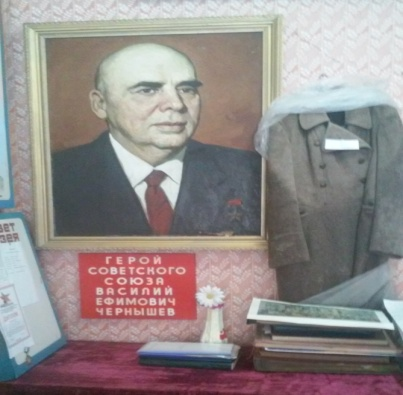 ГЕРОЙ
СОВЕТСКОГО
СОЮЗА
ВАСИЛИЙ
ЕФИМОВИЧ
ЧЕРНЫШЕВ